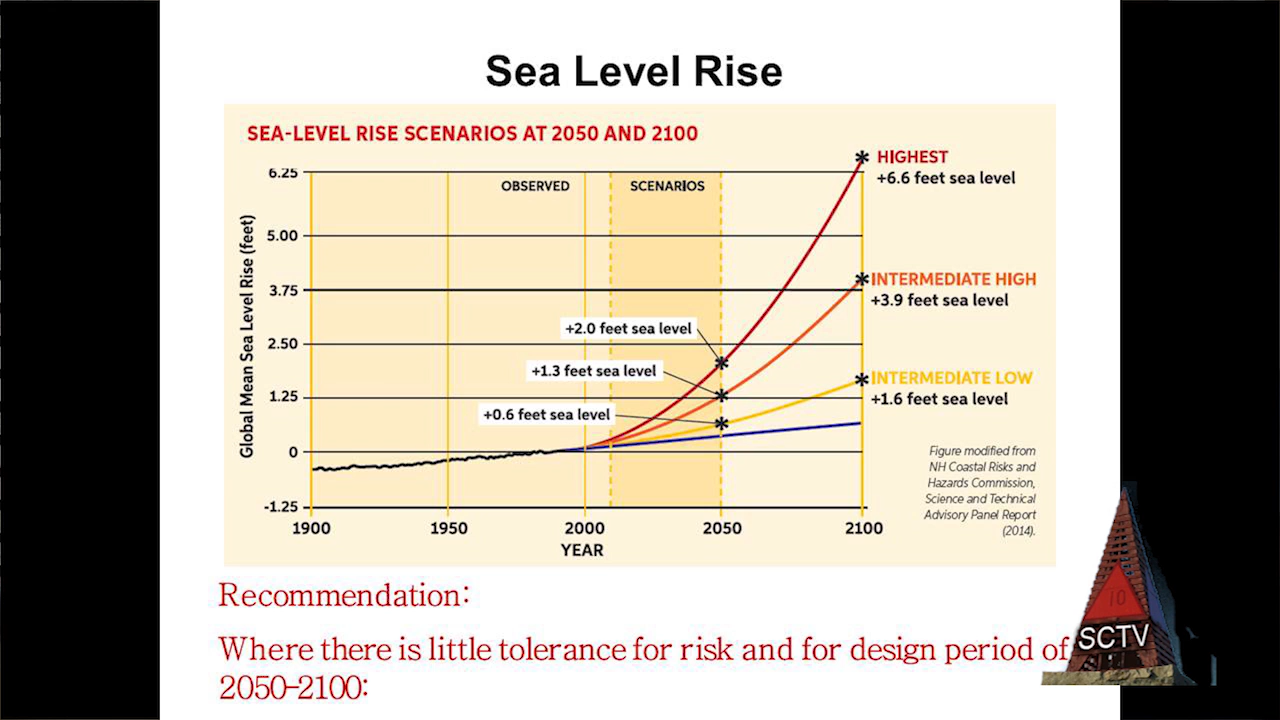 Sea Level Rise
SEA-LEVEL RISE SCENARIOS AT 2050 AND 2100
HIGHEST
+6.6 feet sea level
6.25
OBSERVED
SCENARIOS
5.00
INTERMEDIATE HIGH
+3.9 feet sea level
3.75
+2.0 feet sea level
2.50
+1.3 feet sea level
INTERMEDIATE LOW
+1.6 feet sea level
1.25
+0.6 feet sea level
0
-1.25
Global Mean Sea Level Rise (feet)
1900
1950
2000
2050
2100
YEAR
Figure modified from
NH Coastal Risks and
Hazards Commission,
Science and Technical
Advisory Panel Report
(2014).
Recommendation:
Where there is little tolerance for risk and for design period of
2050-2100:
10
SCTV